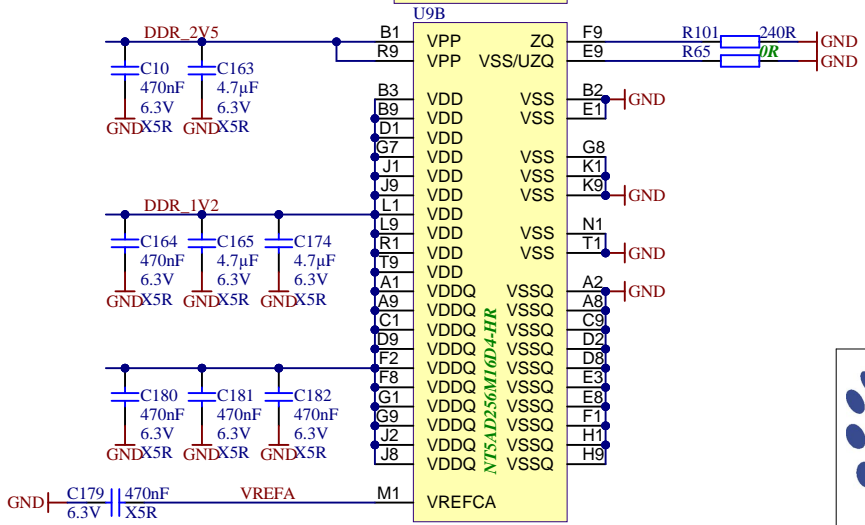 U9B
DDR_2V5 B1 VPP ZQ F9 R101 240R GND
R9 VPP VSS/UZQ E9 R65 0R GND
C10 C163
470nF 4.7µF
6.3V 6.3V
GND X5R GND X5R
B3 VDD VSS B2 GND
B9 VDD VSS E1
D1 VDD
G7 VDD VSS G8
J1 VDD VSS K1
J9 VDD VSS K9 GND
DDR_1V2 L1 VDD
L9 VDD VSS N1
R1 VDD VSS T1 GND
T9 VDD
C164 C165 C174
470nF 4.7µF 4.7µF
6.3V 6.3V 6.3V
GND X5R GND X5R GND X5R
A1 VDDQ VSSQ A2 GND
A9 VDDQ VSSQ A8
C1 VDDQ VSSQ C9
D9 VDDQ VSSQ D2
F2 VDDQ VSSQ D8
F8 VDDQ VSSQ E3
G1 VDDQ VSSQ E8
G9 VDDQ VSSQ F1
J2 VDDQ VSSQ H1
J8 VDDQ VSSQ H9
NT5AD256M16D4-HR
C180 C181 C182
470nF 470nF 470nF
6.3V 6.3V 6.3V
GND X5R GND X5R GND X5R
GND C179 470nF VREFA M1 VREFCA
6.3V X5R